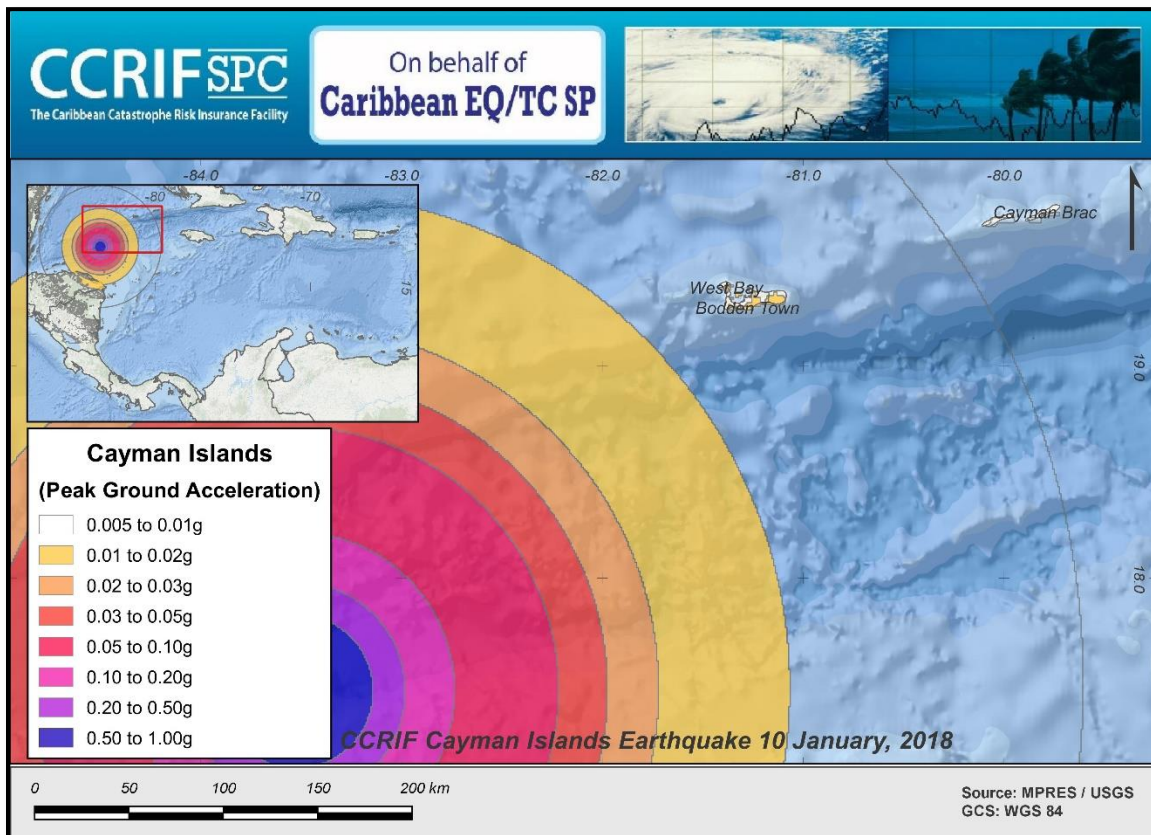 CCRIF SPC
The Caribbean Catastrophe Risk Insurance Facility
On behalf of
Caribbean EQ/TC SP
-84.0
-83.0
-82.0
-81.0
-80.0
-80
-70
15
Cayman Brac
West Bay
Bodden Town
19.0
18.0
Cayman Islands
(Peak Ground Acceleration)
0.005 to 0.01g
0.01 to 0.02g
0.02 to 0.03g
0.03 to 0.05g
0.05 to 0.10g
0.10 to 0.20g
0.20 to 0.50g
0.50 to 1.00g
CCRIF Cayman Islands Earthquake 10 January, 2018
0 50 100 150 200 km
Source: MPRES / USGS
GCS: WGS 84